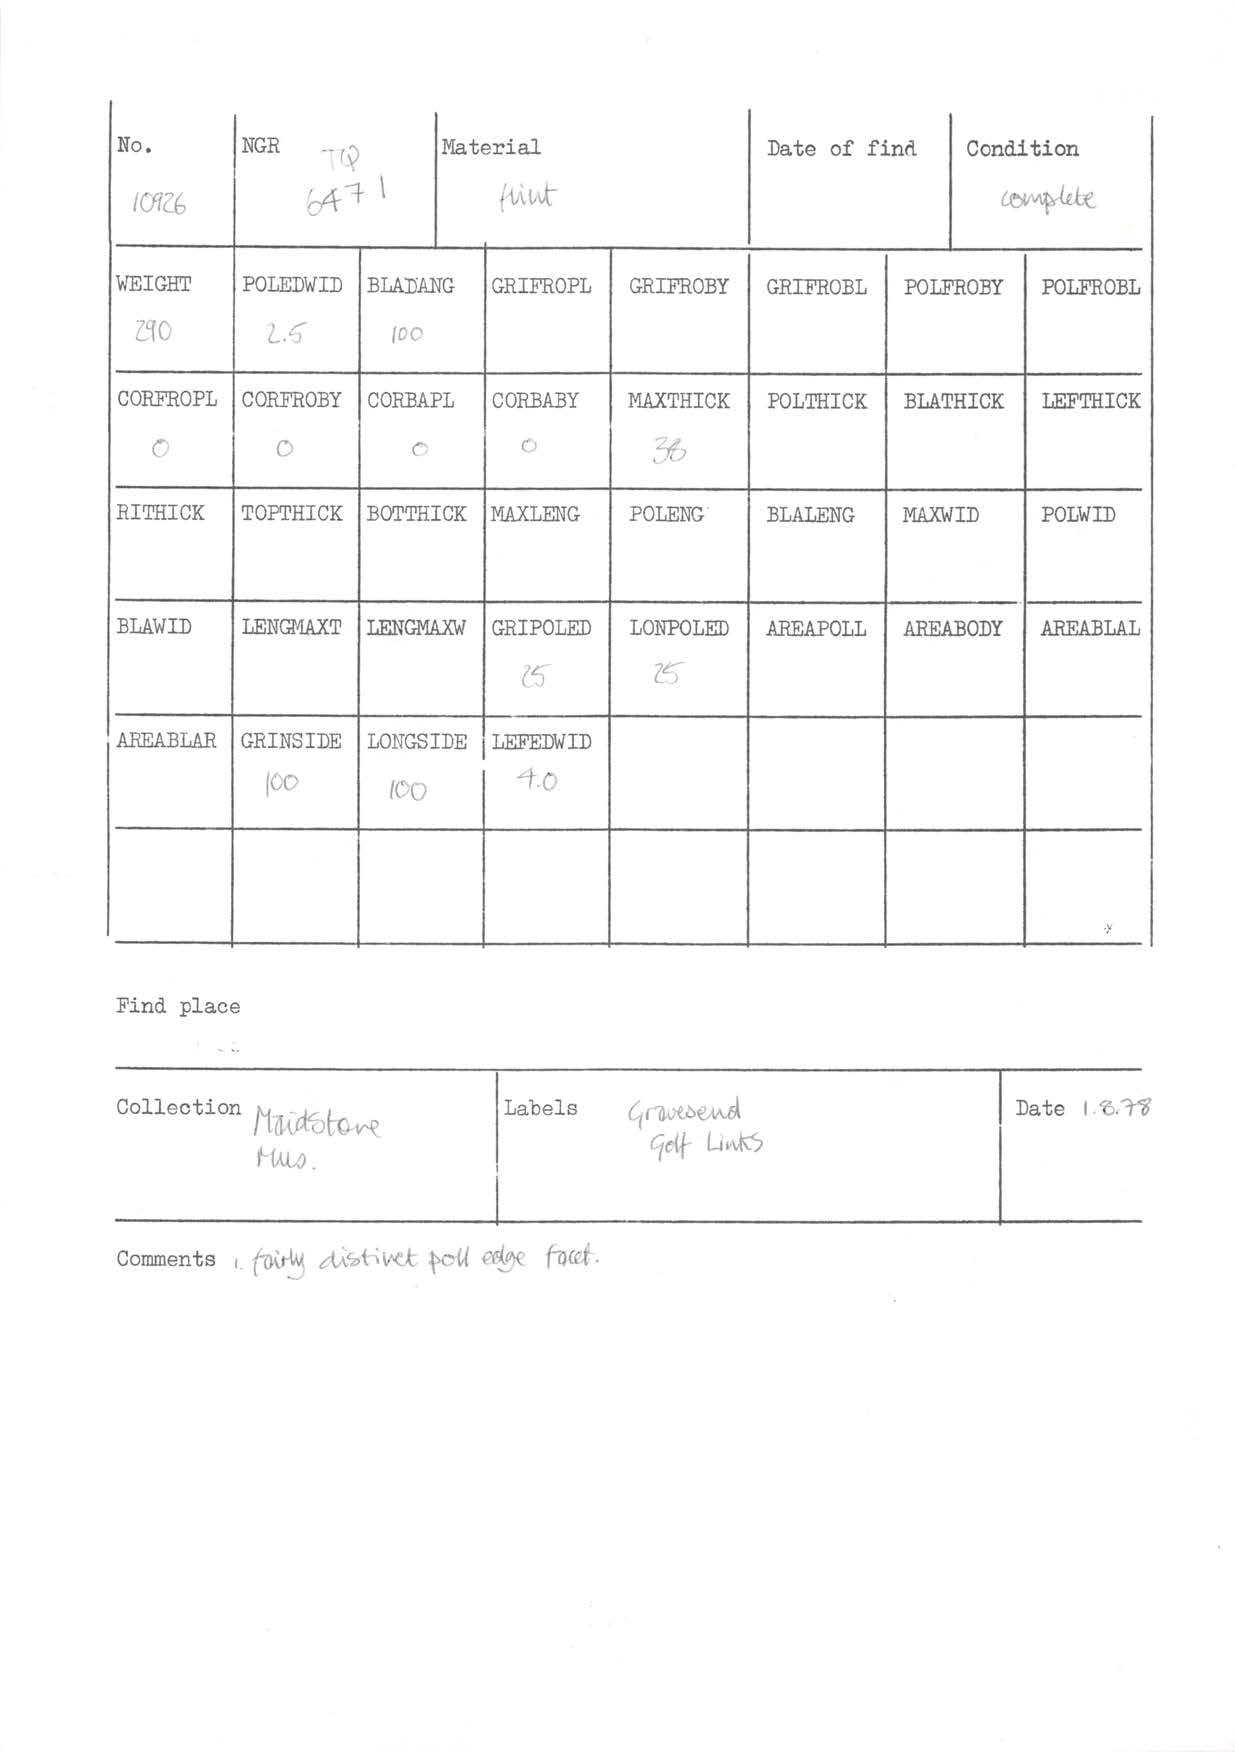 No. NGR Material Date of find Condition
TQ
10926 6471 flint complete
WEIGHT POLEDWID BLADANG GRIFROPL GRIFROBY GRIFROBL POLFROBY POLFROBL
290 2.5 100
CORFROPL CORFROBY CORBAPL CORBABY MAXTHICK POLTHICK BLATHICK LEFTHICK
0 0 0 0 38
RITHICK TOPTHICK BOTTHICK MAXLENG POLENG BLALENG MAXWID POLWID
BLAWID LENGMAXT LENGMAXW GRIPOLED LONPOLED AREAPOLL AREABODY AREABLAL
25 25
AREABLAR GRINSIDE LONGSIDE LEFEDWID
100 100 4.0
Find place
Collection Maidstone Labels Gravesend Date 1.8.78
Mus. Golf Links
Comments 1. fairly distinct poll edge facet.